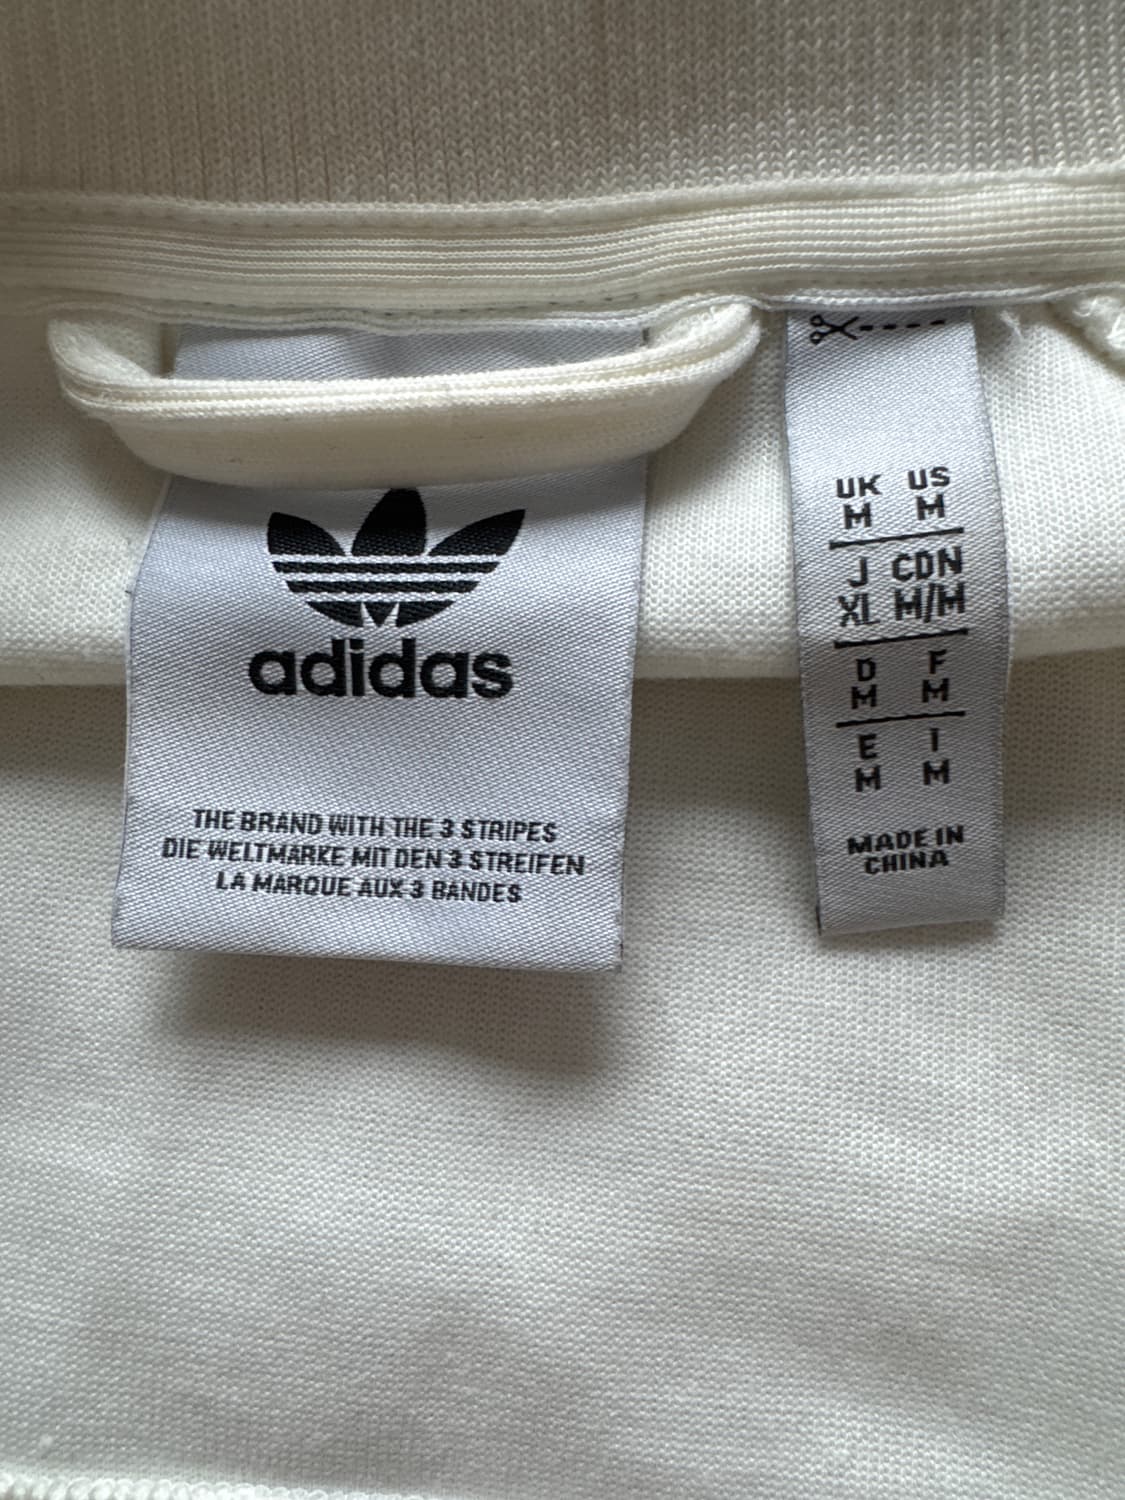 adidas
THE BRAND WITH THE 3 STRIPES
DIE WELTMARKE MIT DEN 3 STREIFEN
LA MARQUE AUX 3 BANDES
UK US
M M
J CDN
XL M/M
D F
M M
E I
M M
MADE IN
CHINA